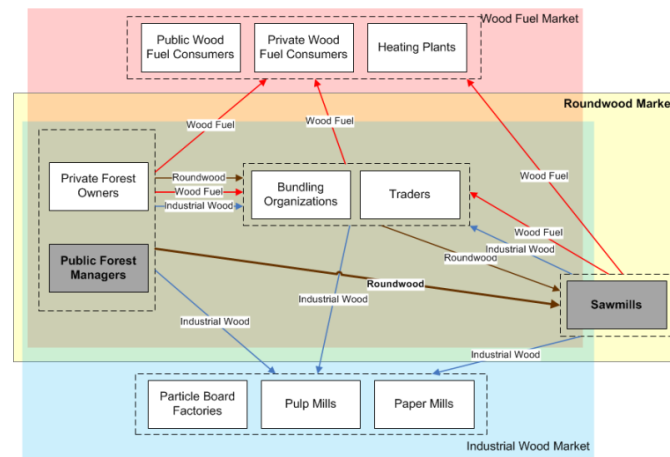 Wood Fuel Market
Public Wood
Fuel Consumers
Private Wood
Fuel Consumers
Heating Plants
Roundwood Marke
Wood Fuel
Wood Fuel
Wood Fuel
Private Forest
Owners
Roundwood
Wood Fuel
Industrial Wood
Bundling
Organizations
Traders
Public Forest
Managers
Wood Fuel
Industrial Wood
Roundwood
Roundwood
Sawmills
Industrial Wood
Industrial Wood
Industrial Wood
Particle Board
Factories
Pulp Mills
Paper Mills
Industrial Wood Market